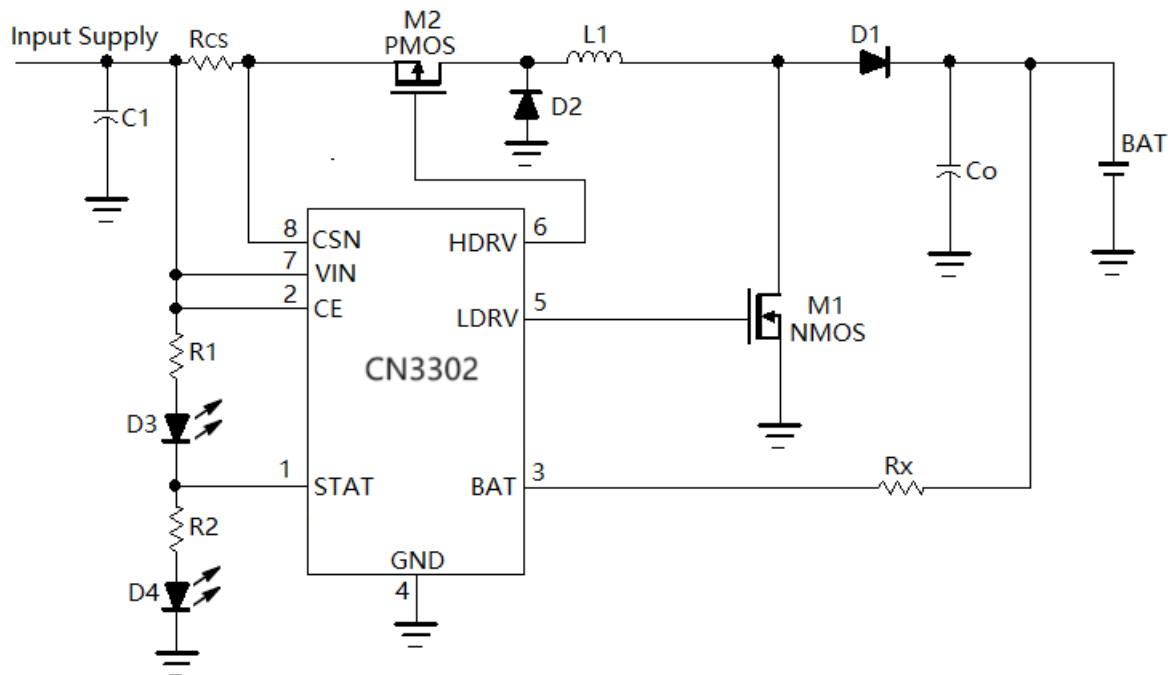 M2
PMOS
L1
D1
Input Supply
RCS
C1
D2
BAT
Co
8
CSN
6
HDRV
7
VIN
2
CE
5
LDRV
M1
NMOS
R1
CN3302
D3
1
STAT
3
BAT
Rx
R2
GND
4
D4